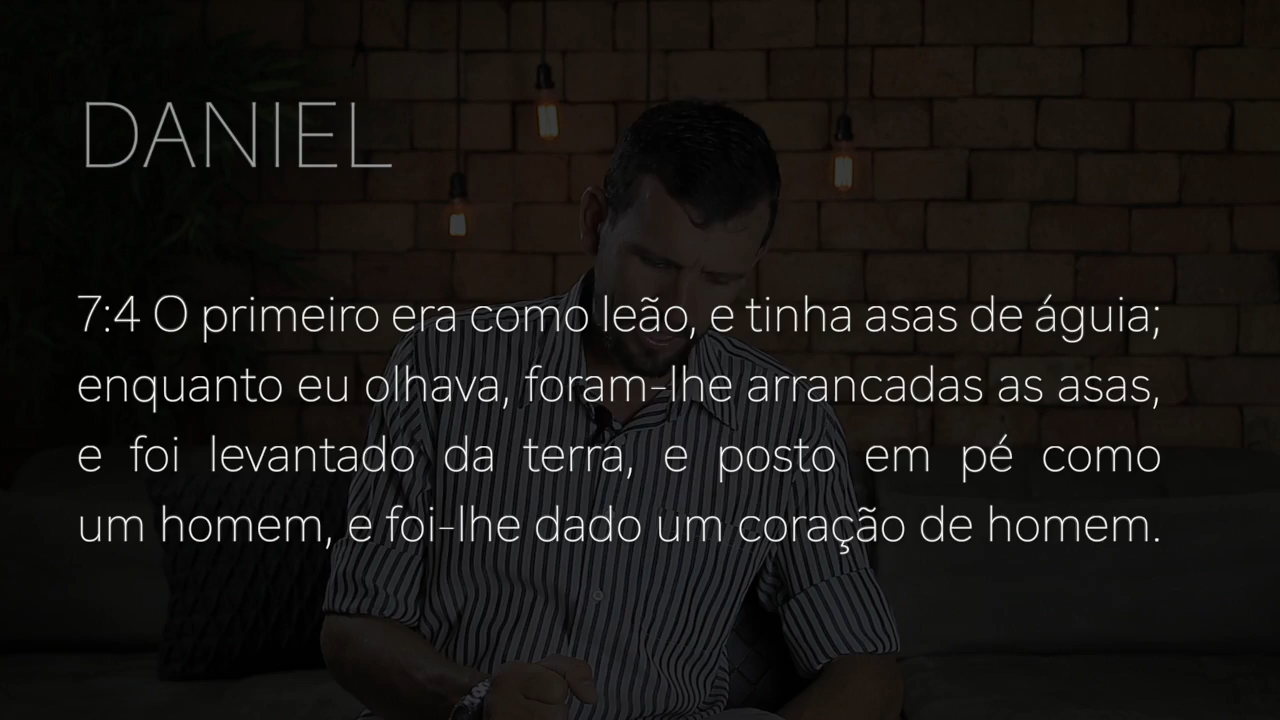 DANIEL
7:4 O primeiro era como leão, e tinha asas de águia;
enquanto eu olhava, foram-lhe arrancadas as asas,
e foi levantado da terra, e posto em pé como
um homem, e foi-lhe dado um coração de homem.